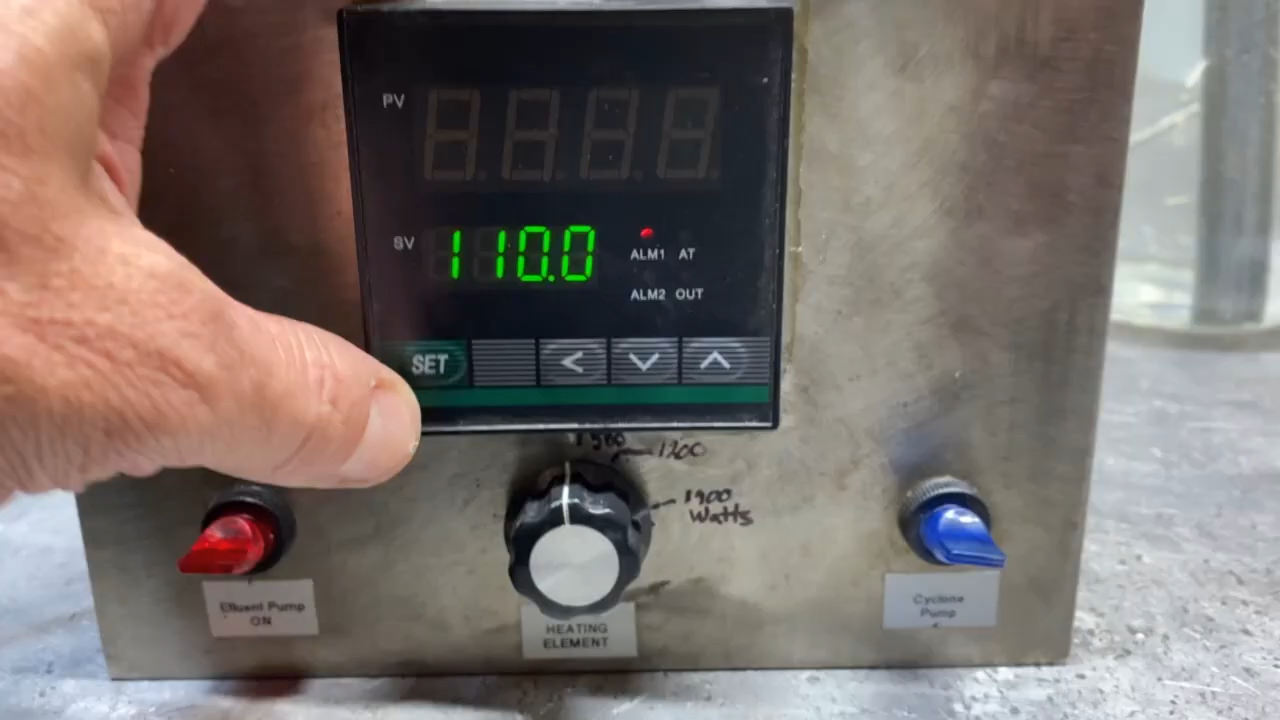 PV
SV
110.0
ALM1 AT
ALM2 OUT
SET
1200
1900
Watts
Effluent Pump
ON
HEATING
ELEMENT
Cyclone
Pump